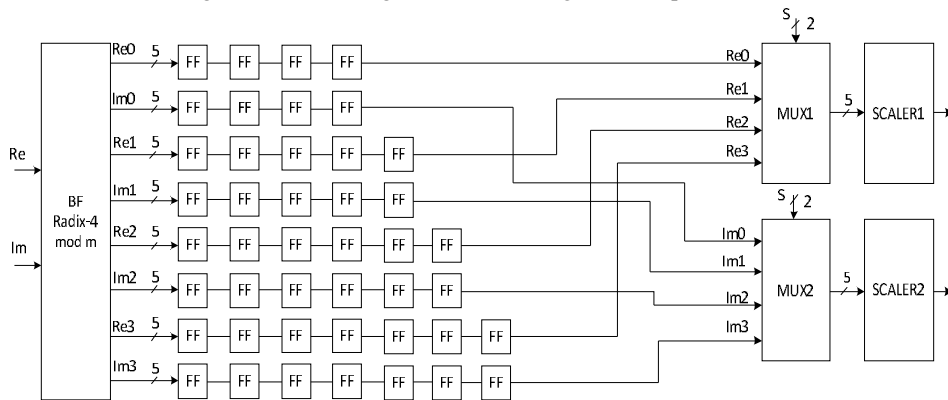 S
2
Re0 5 FF FF FF FF Re0
Im0 5 FF FF FF FF Re1
Re1 5 FF FF FF FF FF Re2
Re3
MUX1 5 SCALER1
Re
Im1 5 FF FF FF FF FF
S
2
BF
Radix-4
mod m
Re2 5 FF FF FF FF FF FF Im0
Im
Im1
Im2 5 FF FF FF FF FF FF Im2
MUX2 5 SCALER2
Re3 5 FF FF FF FF FF FF FF Im3
Im3 5 FF FF FF FF FF FF FF